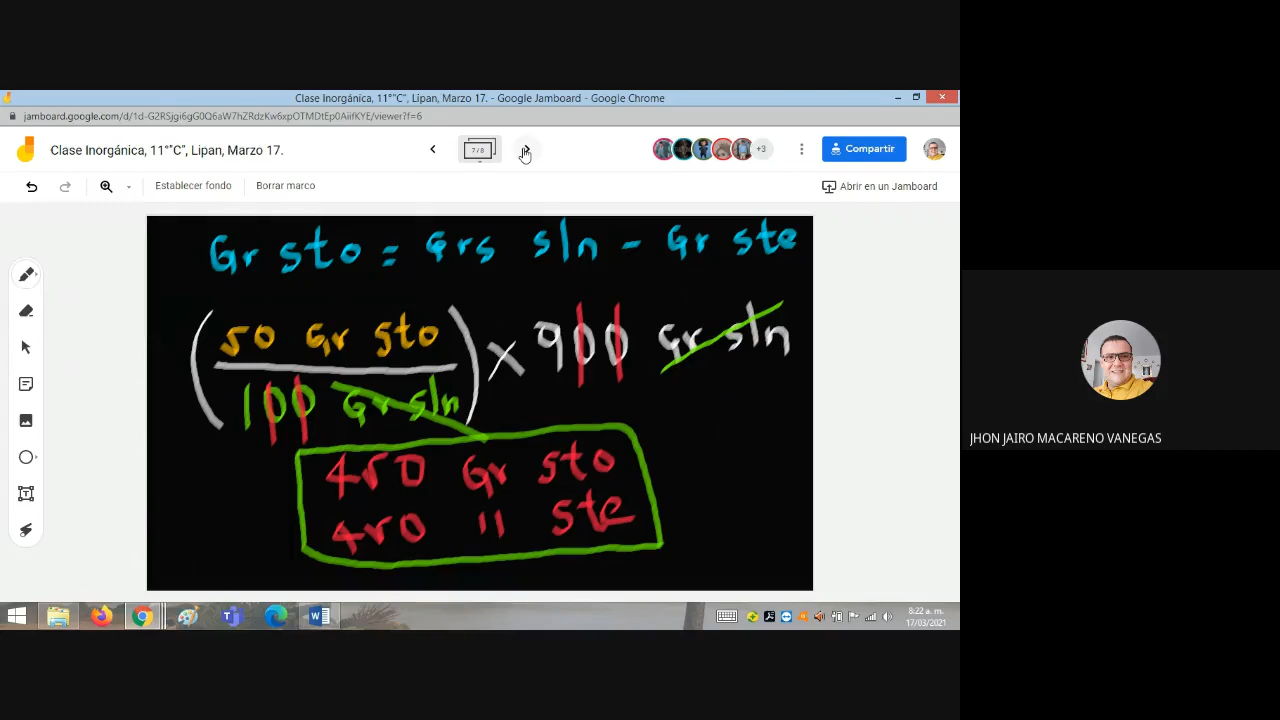 Clase Inorgánica, 11°"C", Lipan, Marzo 17. - Google Jamboard - Google Chrome
jamboard.google.com/d/1d-G2RSjgi6gG0Q6aW7hZRdzKw6xpOTMDtEp0AiifKYE/viewer?f=6
Clase Inorgánica, 11°"C", Lipan, Marzo 17.
7/8
+3
Compartir
Establecer fondo
Borrar marco
Abrir en un Jamboard
Gr sto = Grs sln - Gr ste
50 Gr sto
( ) x 900 Gr sln
100 Gr sln
450 Gr sto
450 " ste
JHON JAIRO MACARENO VANEGAS
8:22 a. m.
17/03/2021